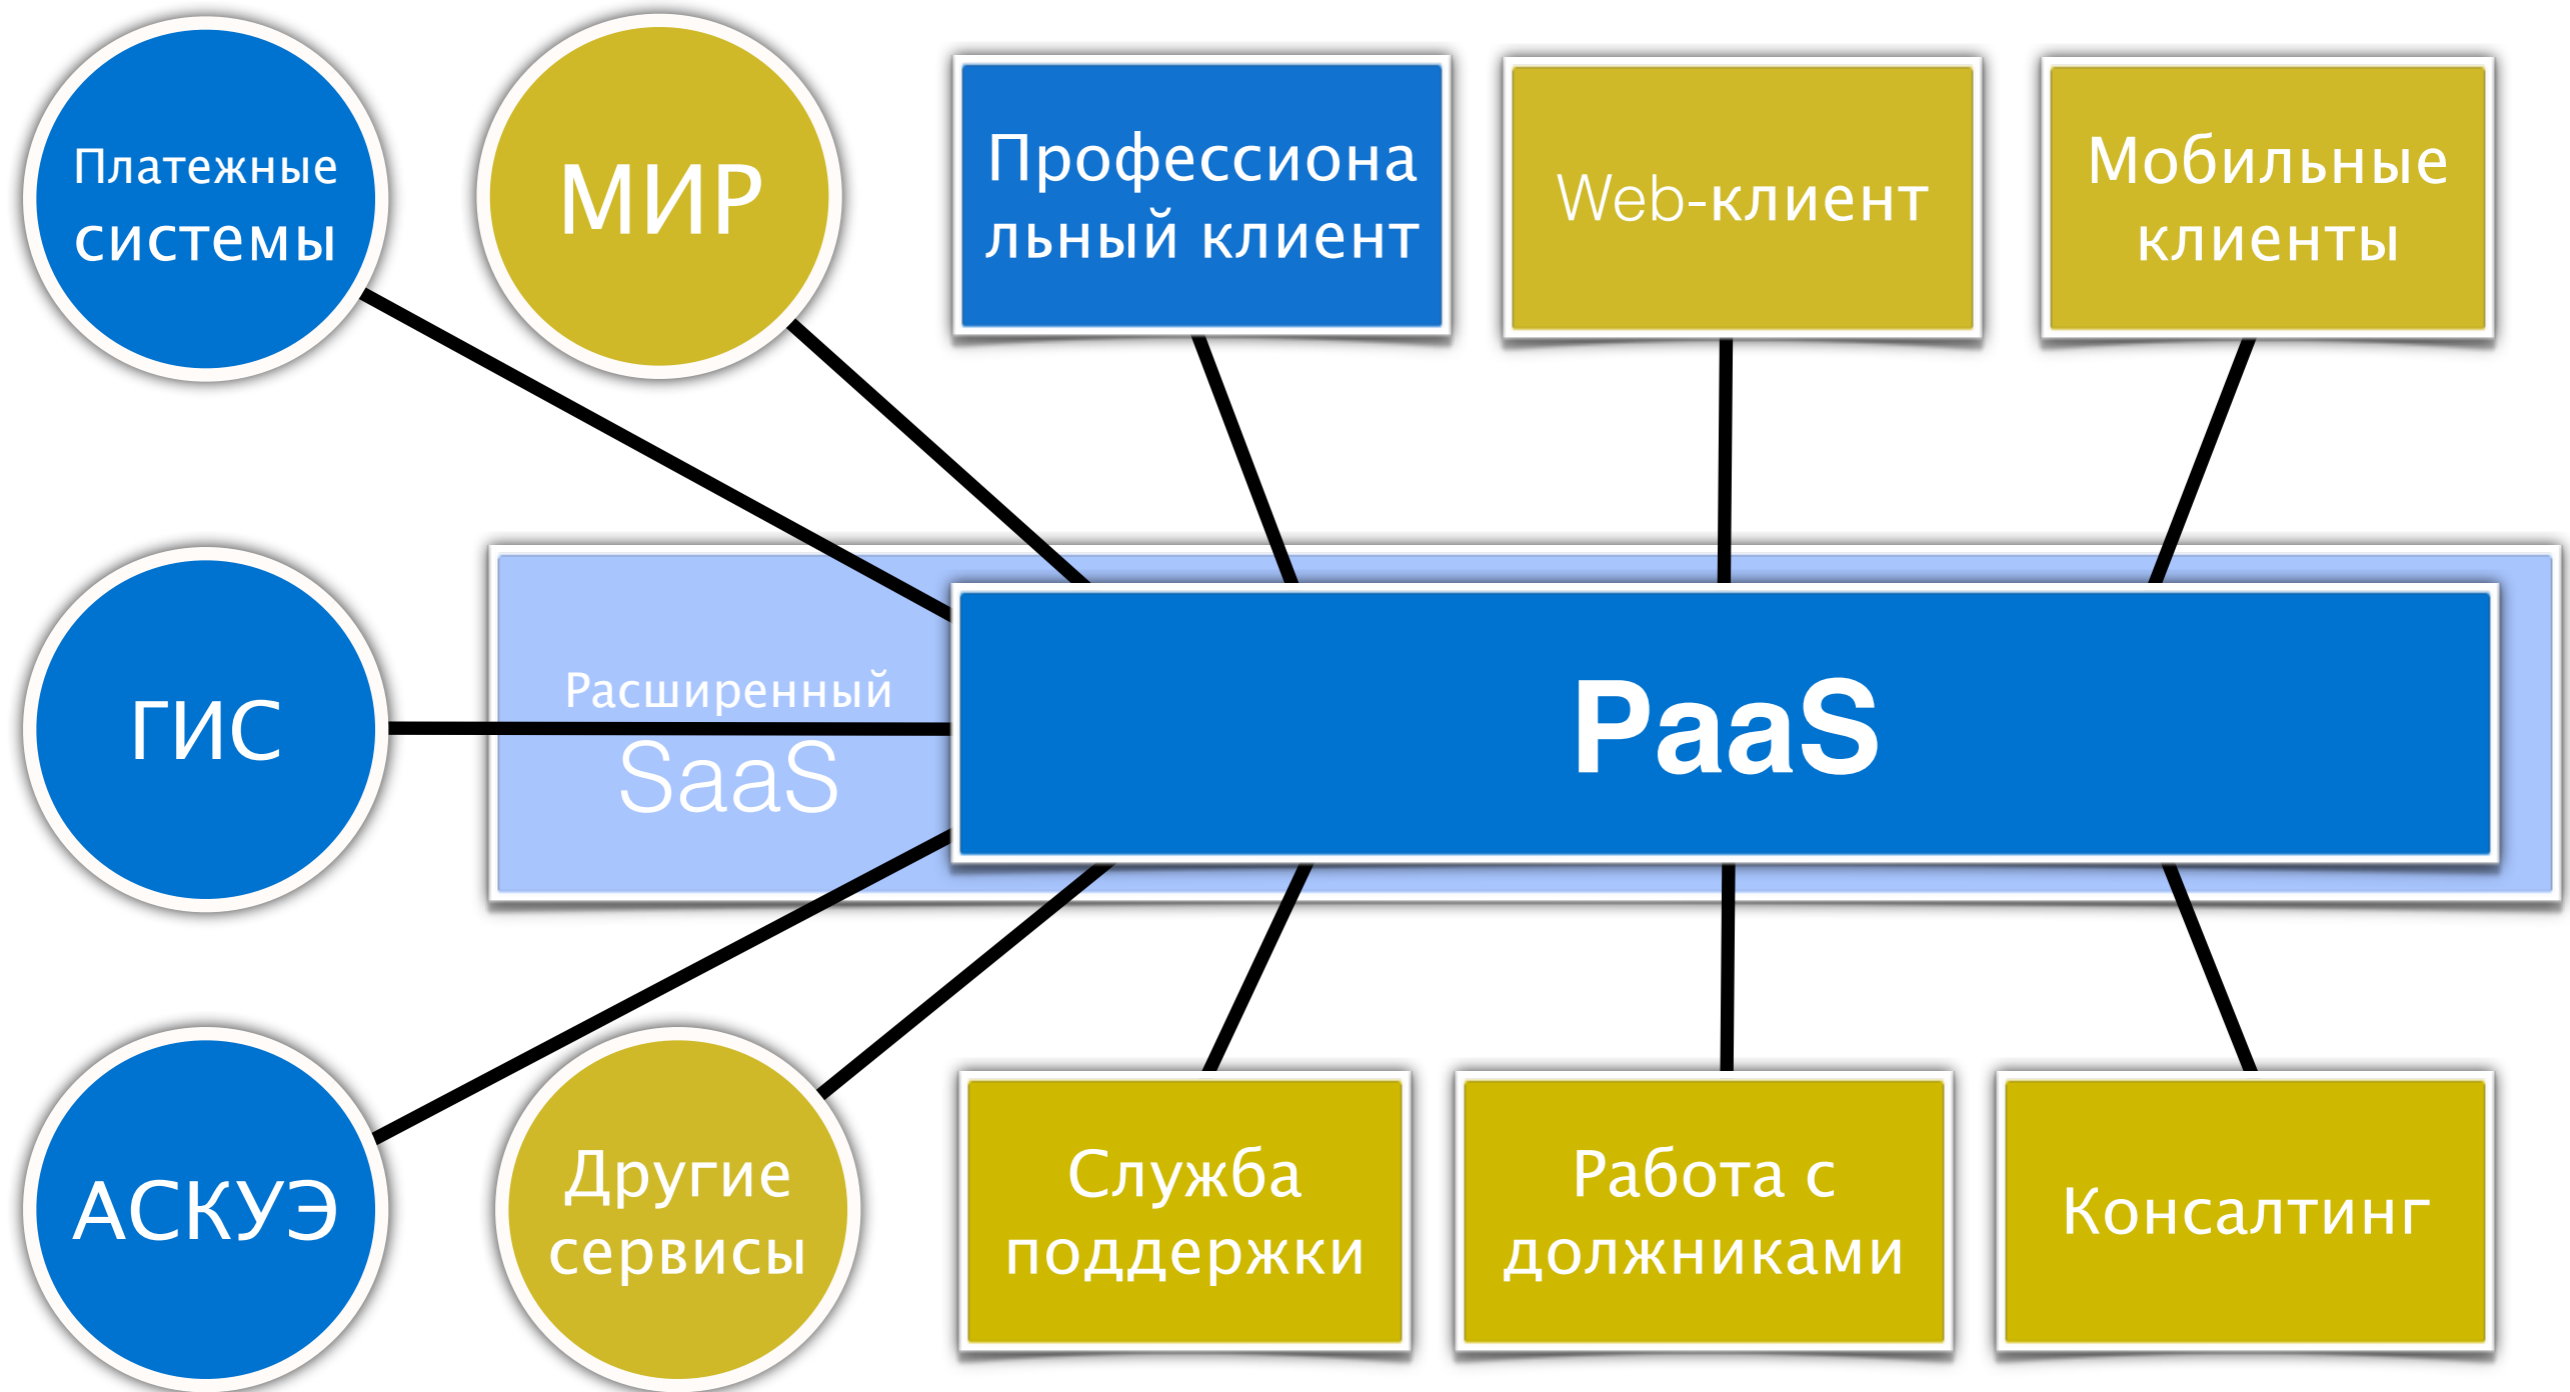 Платежные
системы
МИР
Профессиона
льный клиент
Web-клиент
Мобильные
клиенты
ГИС
Расширенный
SaaS
PaaS
АСКУЭ
Другие
сервисы
Служба
поддержки
Работа с
должниками
Консалтинг